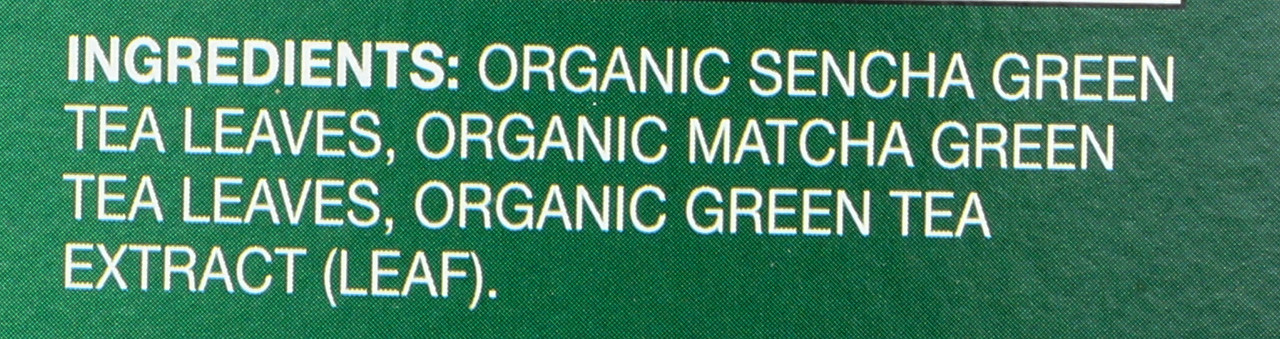 INGREDIENTS: ORGANIC SENCHA GREEN
TEA LEAVES, ORGANIC MATCHA GREEN
TEA LEAVES, ORGANIC GREEN TEA
EXTRACT (LEAF).